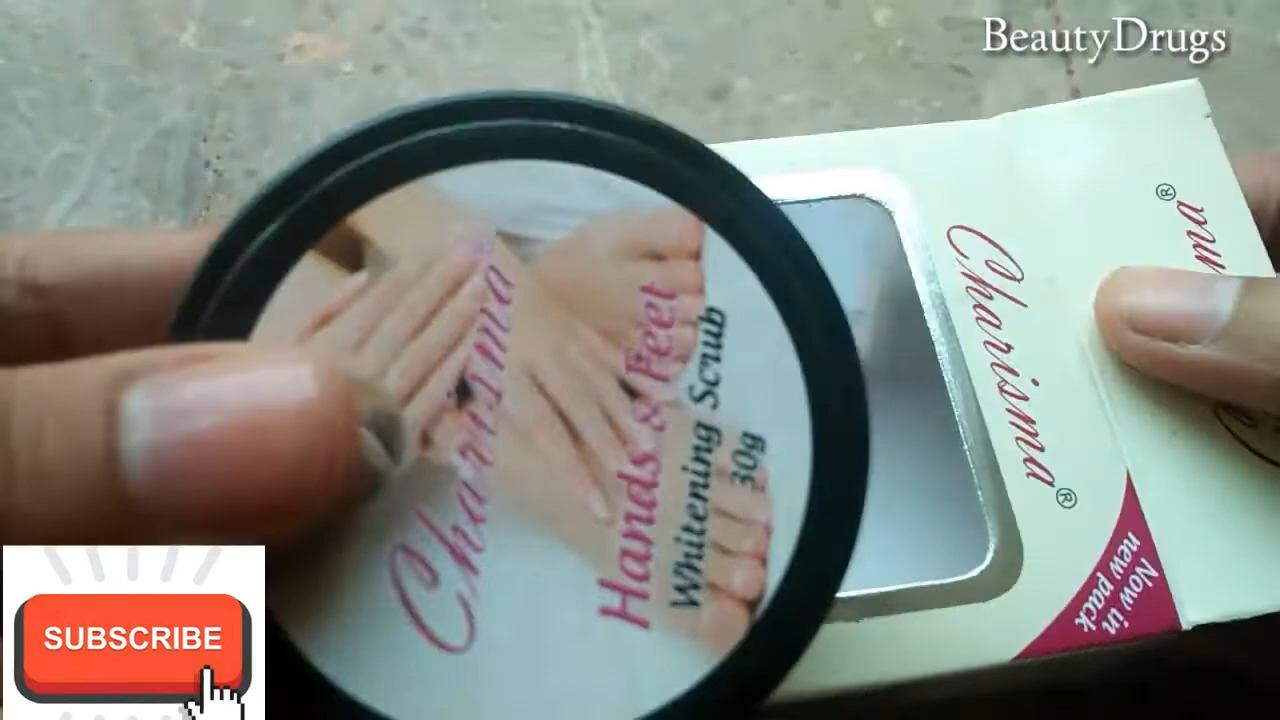 BeautyDrugs
Charisma
Hands & Feet
Whitening Scrub
30g
Charisma®
Now in
new pack
SUBSCRIBE